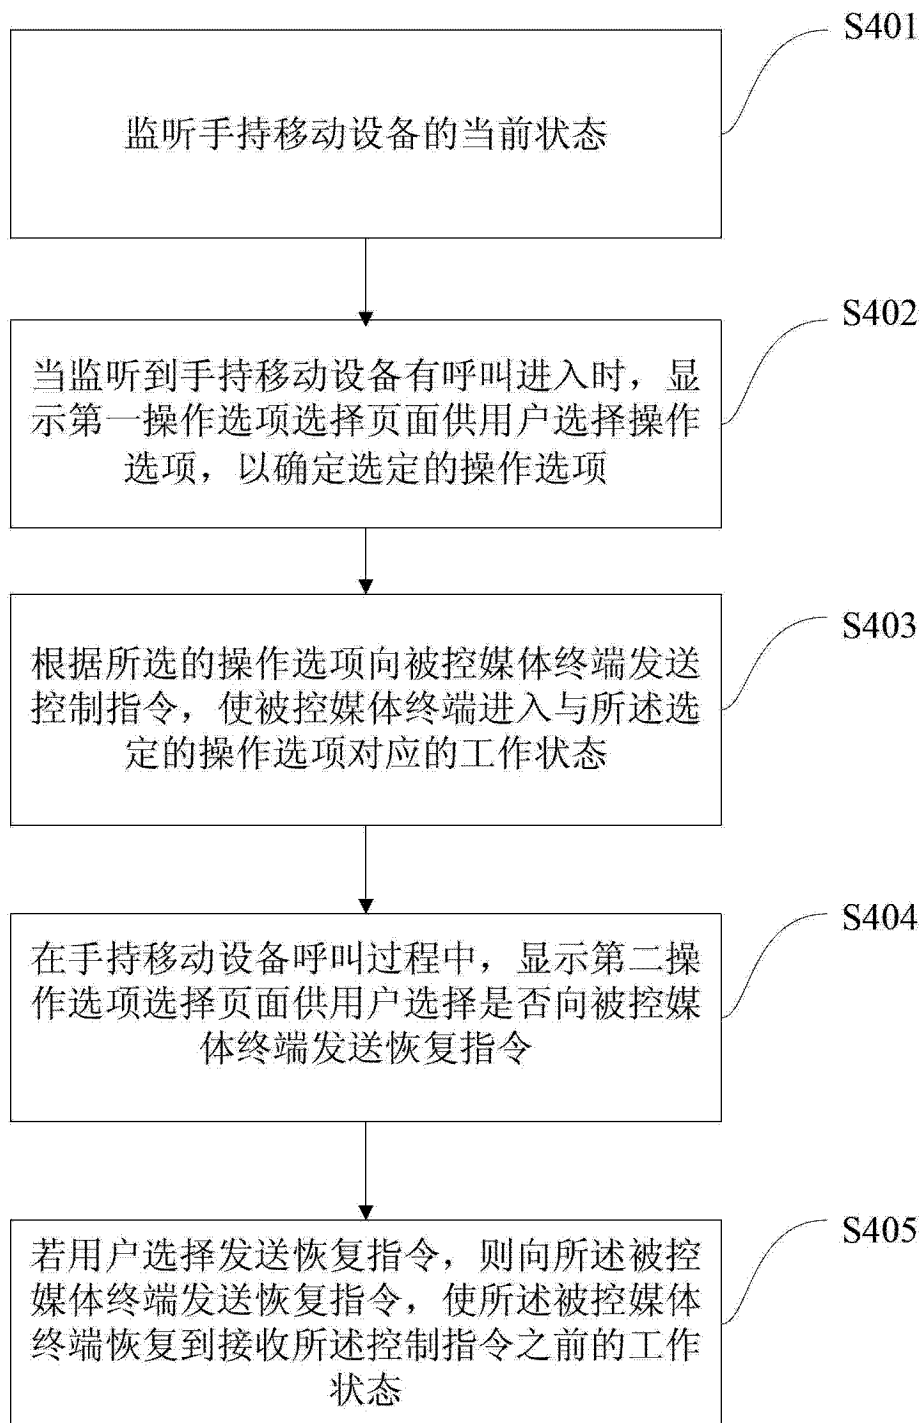 S401
监听手持移动设备的当前状态
S402
当监听到手持移动设备有呼叫进入时，显
示第一操作选项选择页面供用户选择操作
选项，以确定选定的操作选项
S403
根据所选的操作选项向被控媒体终端发送
控制指令，使被控媒体终端进入与所述选
定的操作选项对应的工作状态
S404
在手持移动设备呼叫过程中，显示第二操
作选项选择页面供用户选择是否向被控媒
体终端发送恢复指令
S405
若用户选择发送恢复指令，则向所述被控
媒体终端发送恢复指令，使所述被控媒体
终端恢复到接收所述控制指令之前的工作
状态